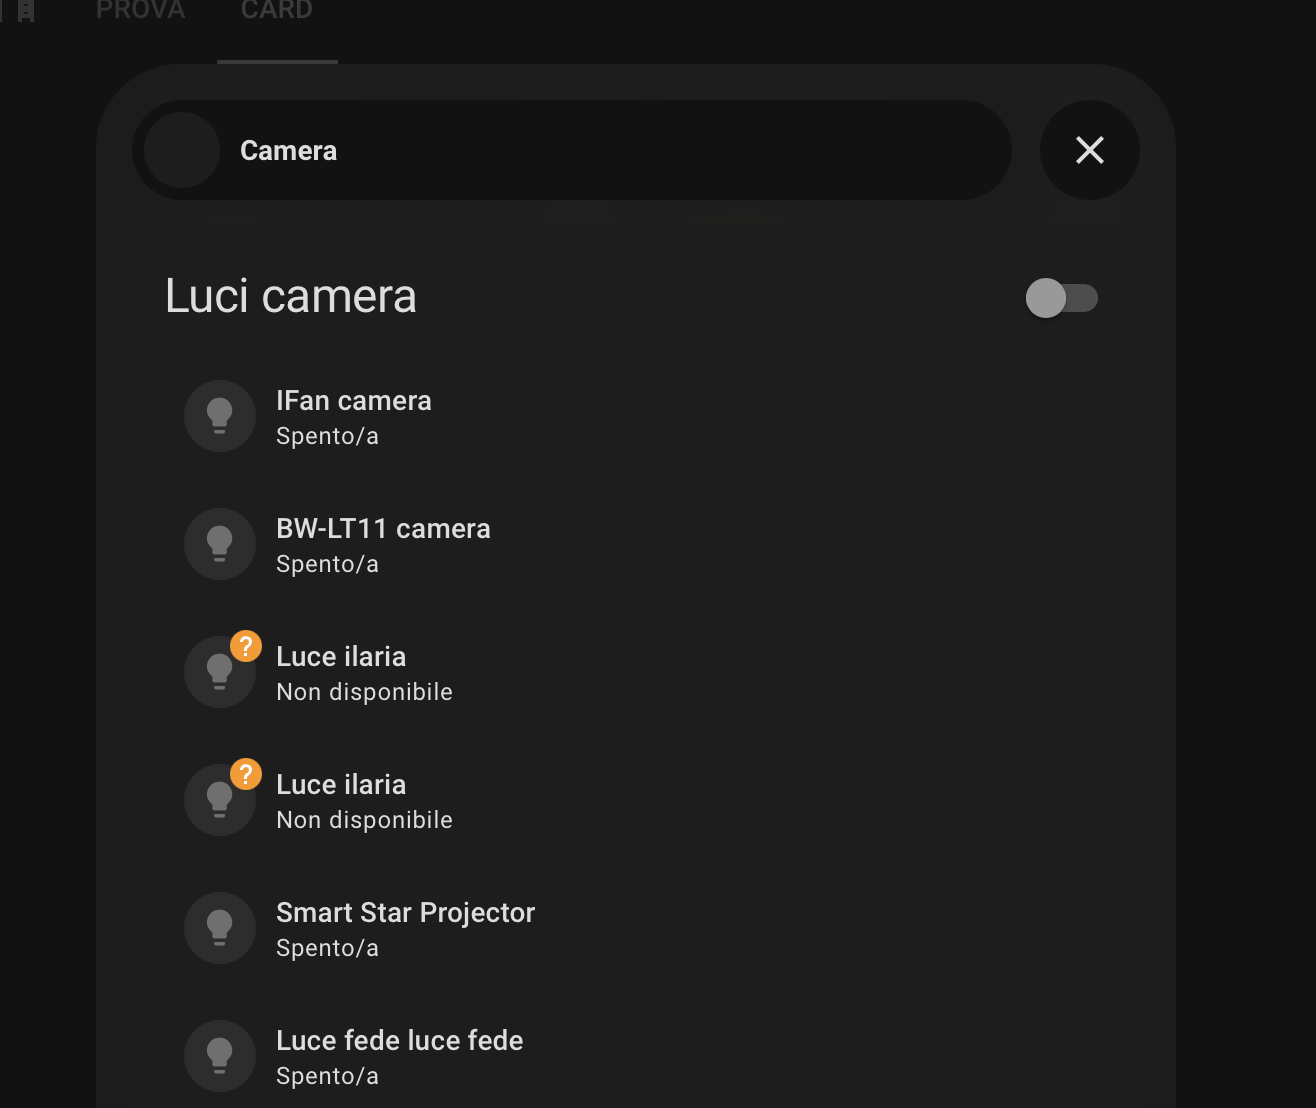 PROVA CARD
Camera
Luci camera
IFan camera
Spento/a
BW-LT11 camera
Spento/a
?
Luce ilaria
Non disponibile
?
Luce ilaria
Non disponibile
Smart Star Projector
Spento/a
Luce fede luce fede
Spento/a